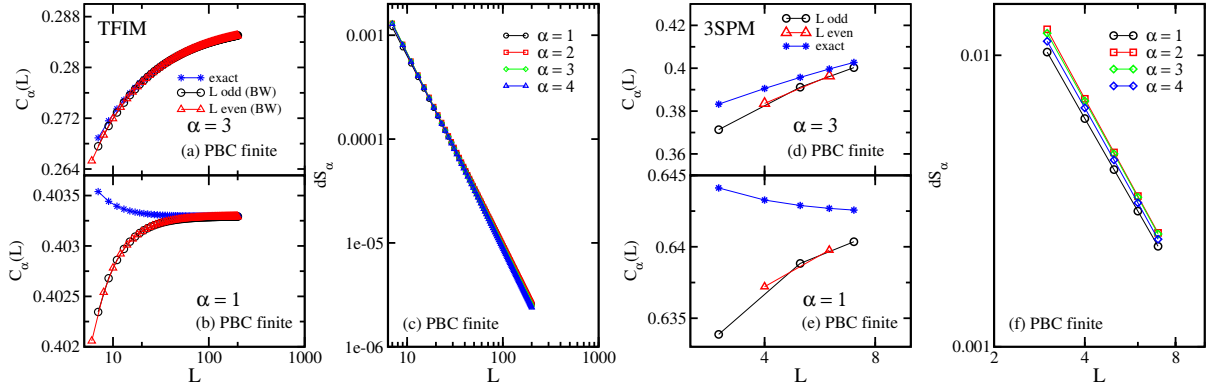 TFIM
0.288
0.28
0.272
0.264
C_α(L)
exact
L odd (BW)
L even (BW)
α = 3
(a) PBC finite
0.4035
0.403
0.4025
0.402
C_α(L)
α = 1
(b) PBC finite
10 100 1000
L
0.001
0.0001
1e-05
1e-06
dS_α
α = 1
α = 2
α = 3
α = 4
(c) PBC finite
10 100 1000
L
3SPM
0.42
0.4
0.38
0.36
C_α(L)
L odd
L even
exact
α = 3
(d) PBC finite
0.645
0.64
0.635
C_α(L)
α = 1
(e) PBC finite
4 8
L
0.01
0.001
dS_α
α = 1
α = 2
α = 3
α = 4
(f) PBC finite
2 4 8
L